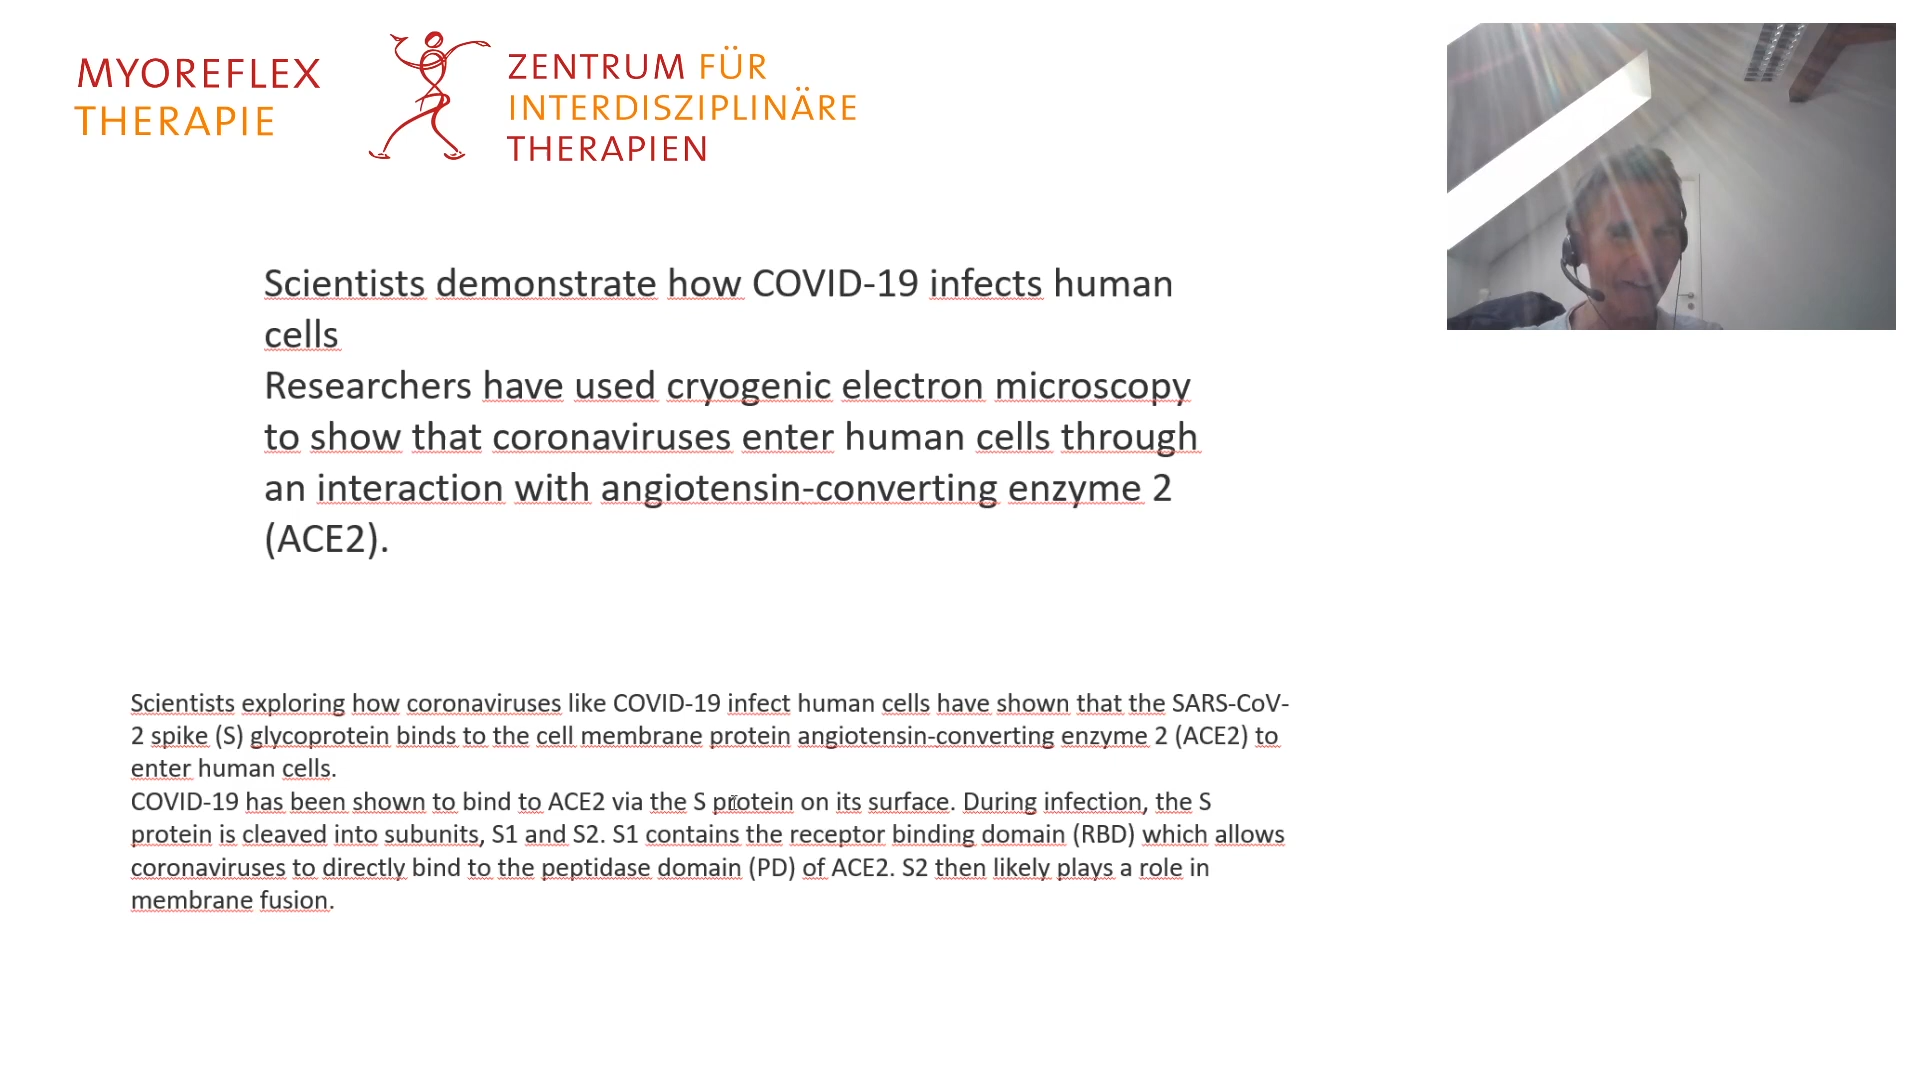 MYOREFLEX
THERAPIE
ZENTRUM FÜR
INTERDISZIPLINÄRE
THERAPIEN
Scientists demonstrate how COVID-19 infects human
cells
Researchers have used cryogenic electron microscopy
to show that coronaviruses enter human cells through
an interaction with angiotensin-converting enzyme 2
(ACE2).
Scientists exploring how coronaviruses like COVID-19 infect human cells have shown that the SARS-CoV-
2 spike (S) glycoprotein binds to the cell membrane protein angiotensin-converting enzyme 2 (ACE2) to
enter human cells.
COVID-19 has been shown to bind to ACE2 via the S protein on its surface. During infection, the S
protein is cleaved into subunits, S1 and S2. S1 contains the receptor binding domain (RBD) which allows
coronaviruses to directly bind to the peptidase domain (PD) of ACE2. S2 then likely plays a role in
membrane fusion.